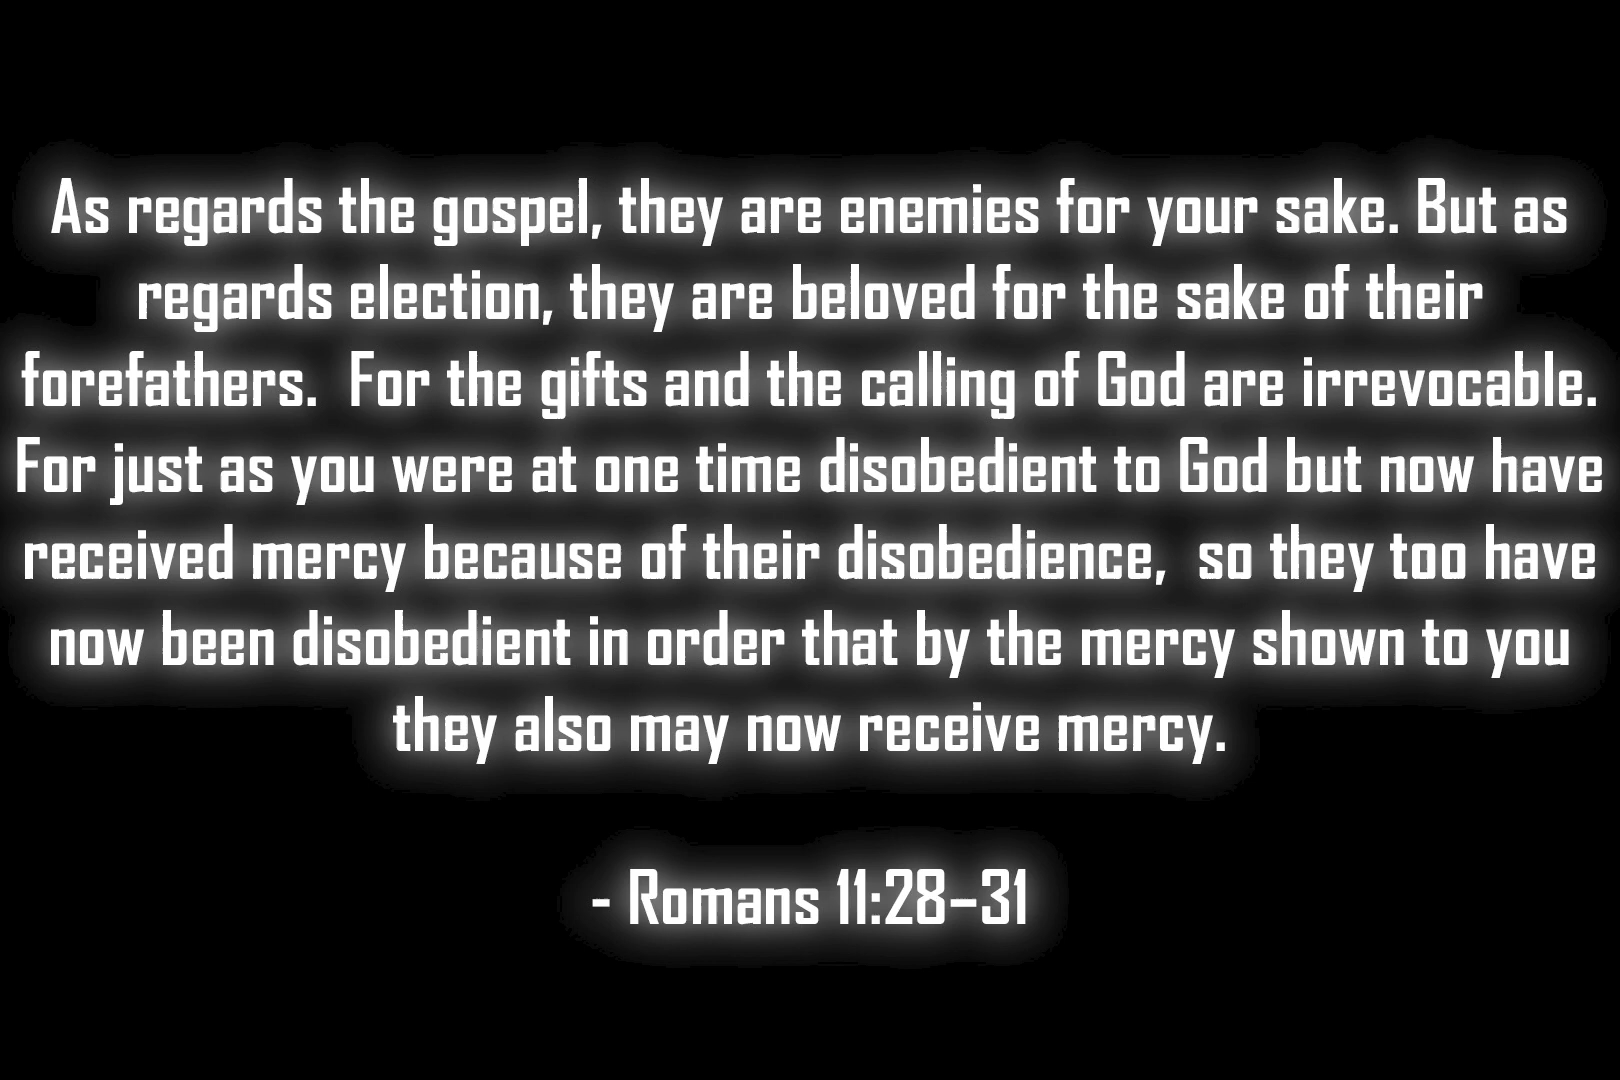 As regards the gospel, they are enemies for your sake. But as
regards election, they are beloved for the sake of their
forefathers.  For the gifts and the calling of God are irrevocable.
For just as you were at one time disobedient to God but now have
received mercy because of their disobedience,  so they too have
now been disobedient in order that by the mercy shown to you
they also may now receive mercy.
- Romans 11:28–31